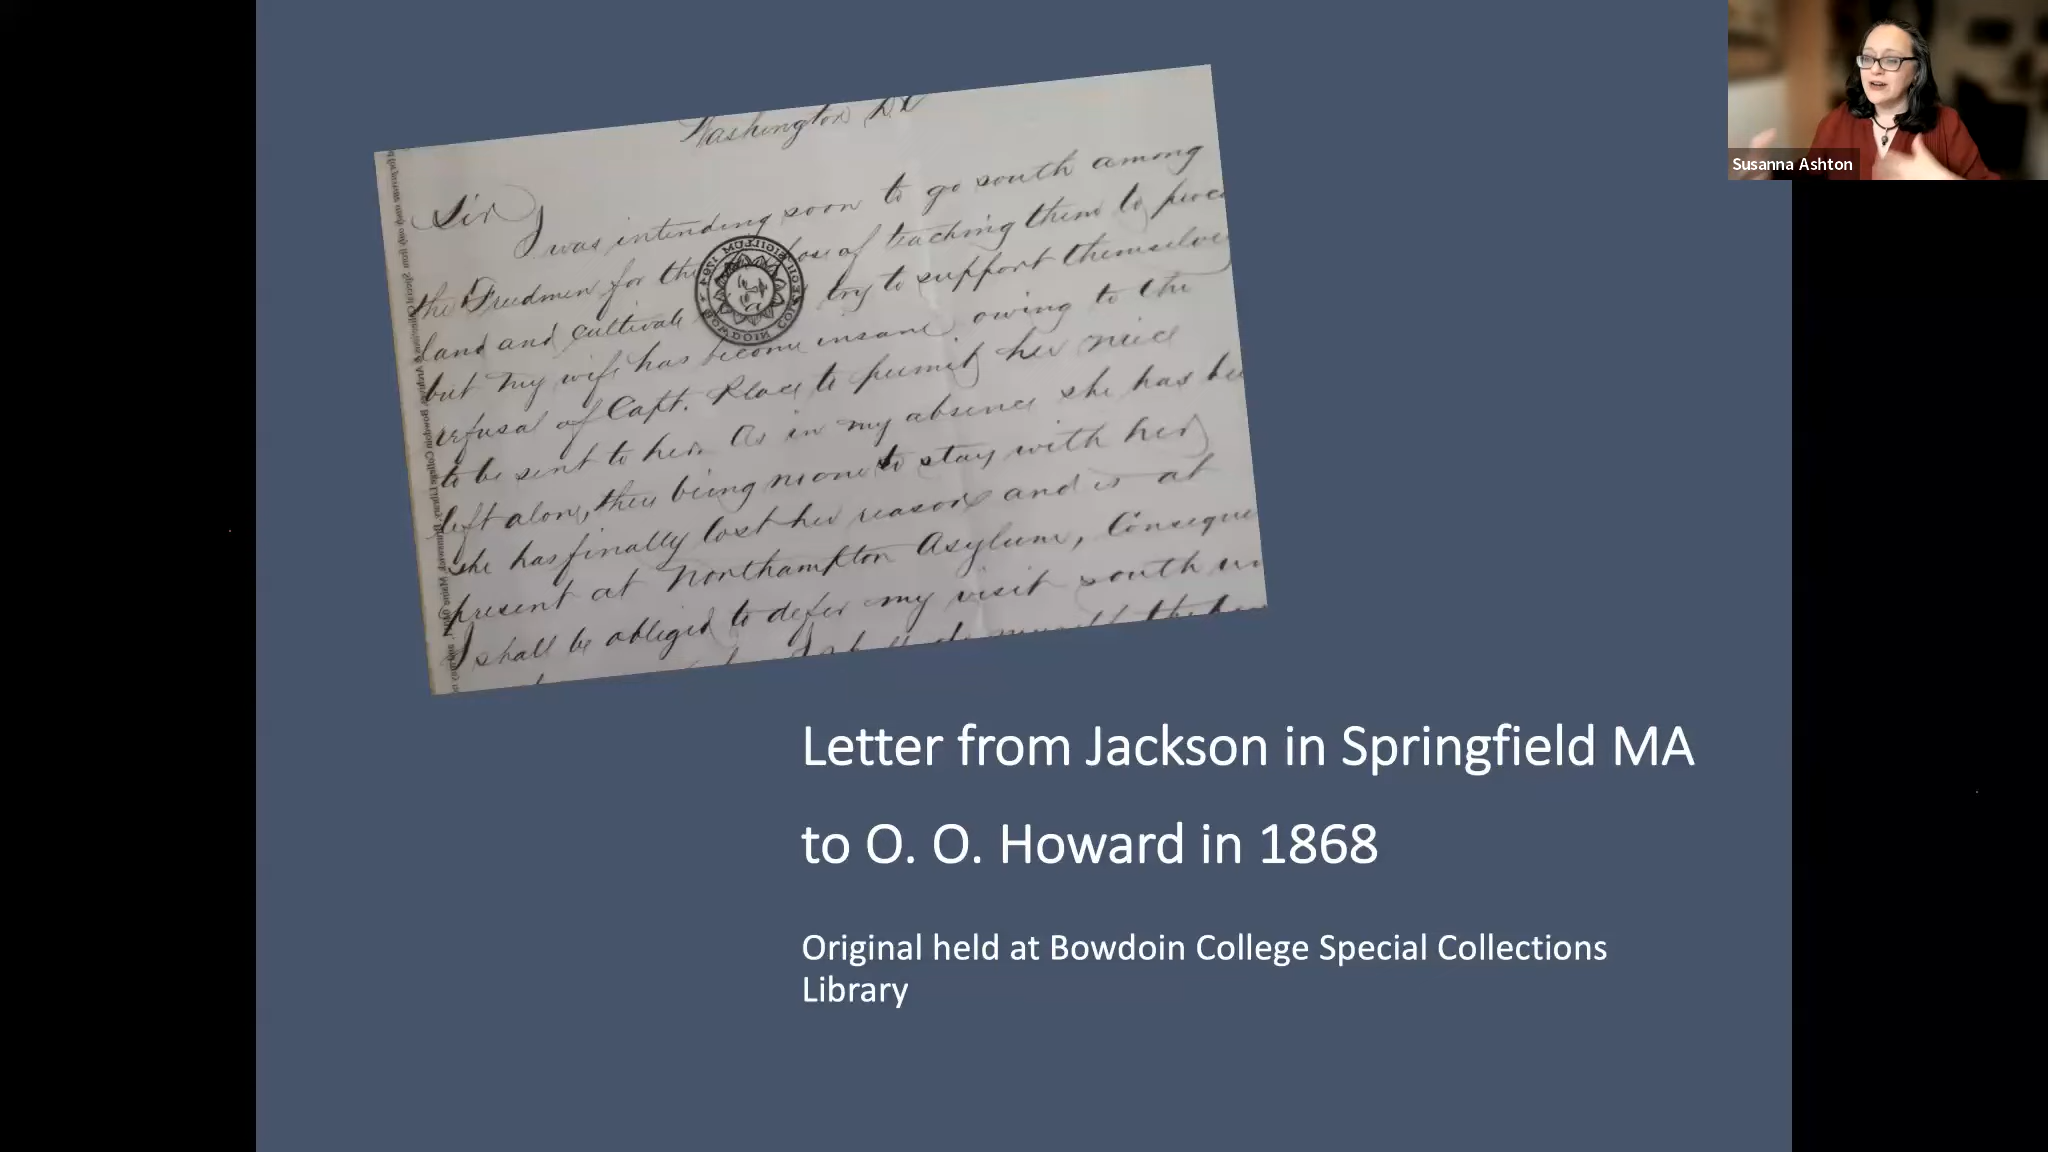 Washington DC
Sir
I was intending soon to go south among
the Freedmen for the of teaching them to
land and cultivate try to support themselve
but my wife has become insane owing to the
refusal of Capt. Place to permit her niece
to be sent to her. As in my absence she has
left alone, there being none to stay with her
she has finally lost her reason and is at
present at Northampton Asylum, Conseque
I shall be obliged to defer my visit south
Letter from Jackson in Springfield MA
to O. O. Howard in 1868
Original held at Bowdoin College Special Collections
Library
Susanna Ashton